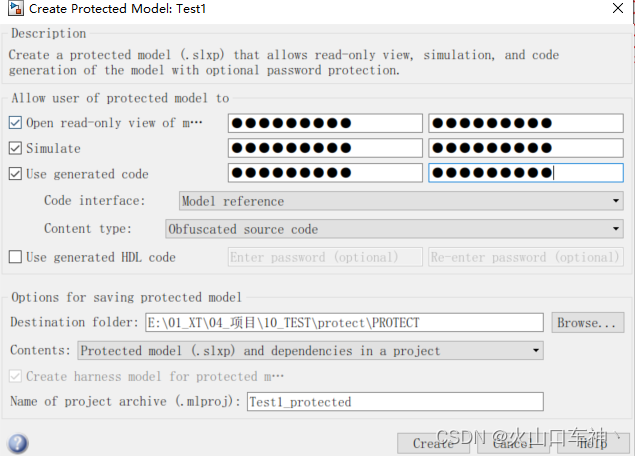 Create Protected Model: Test1
Description
Create a protected model (.slxp) that allows read-only view, simulation, and code
generation of the model with optional password protection.
Allow user of protected model to
Open read-only view of m…
Simulate
Use generated code
Code interface: Model reference
Content type: Obfuscated source code
Use generated HDL code Enter password (optional) Re-enter password (optional)
Options for saving protected model
Destination folder: E:\01_XT\04_项目\10_TEST\protect\PROTECT Browse...
Contents: Protected model (.slxp) and dependencies in a project
Create harness model for protected m…
Name of project archive (.mlproj): Test1_protected
Create Cancel Help
CSDN @火山口车神丶